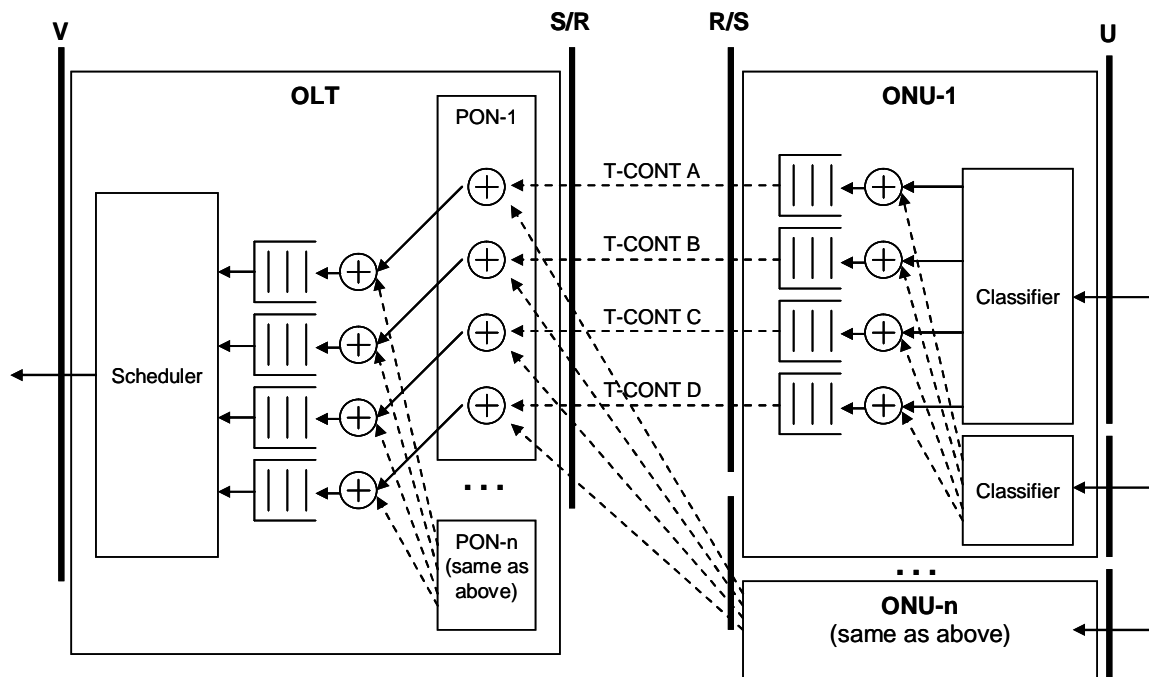 V
S/R
R/S
U
OLT
ONU-1
PON-1
T-CONT A
T-CONT B
T-CONT C
T-CONT D
Scheduler
Classifier
Classifier
...
PON-n
(same as
above)
...
ONU-n
(same as above)